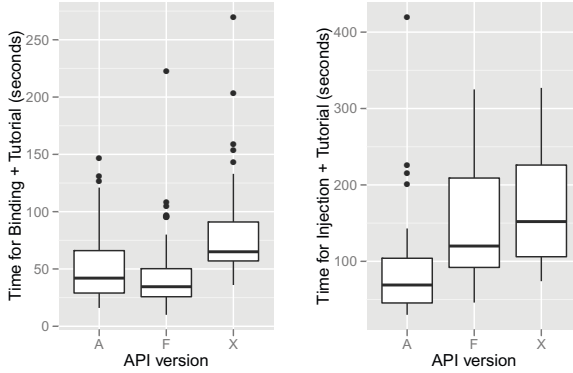 Time for Binding + Tutorial (seconds)
250
200
150
100
50
0
A F X
API version
Time for Injection + Tutorial (seconds)
400
300
200
100
A F X
API version